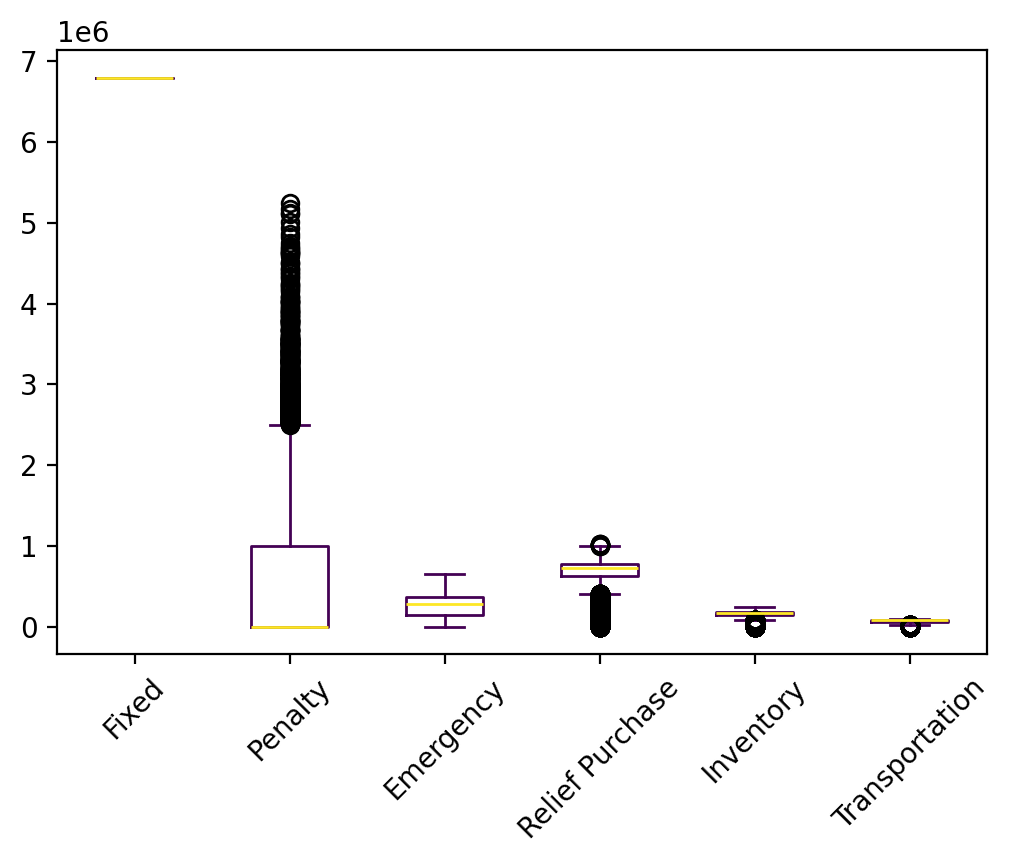 1e6
7
6
5
4
3
2
1
0
Fixed
Penalty
Emergency
Relief Purchase
Inventory
Transportation